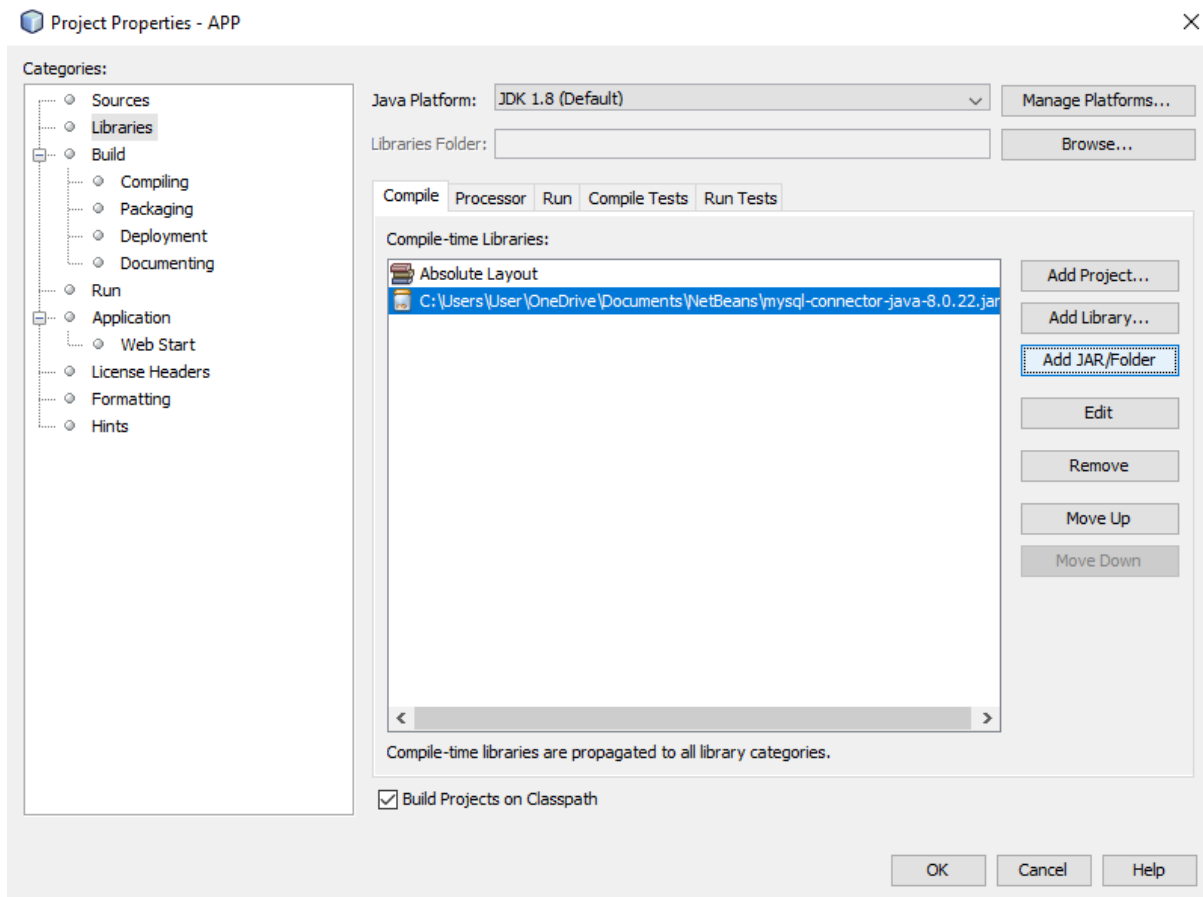 Project Properties - APP
Categories:
Sources
Libraries
Build
Compiling
Packaging
Deployment
Documenting
Run
Application
Web Start
License Headers
Formatting
Hints
Java Platform: JDK 1.8 (Default) Manage Platforms...
Libraries Folder: Browse...
Compile Processor Run Compile Tests Run Tests
Compile-time Libraries:
Absolute Layout
C:\Users\User\OneDrive\Documents\NetBeans\mysql-connector-java-8.0.22.jar
Add Project...
Add Library...
Add JAR/Folder
Edit
Remove
Move Up
Move Down
Compile-time libraries are propagated to all library categories.
Build Projects on Classpath
OK Cancel Help